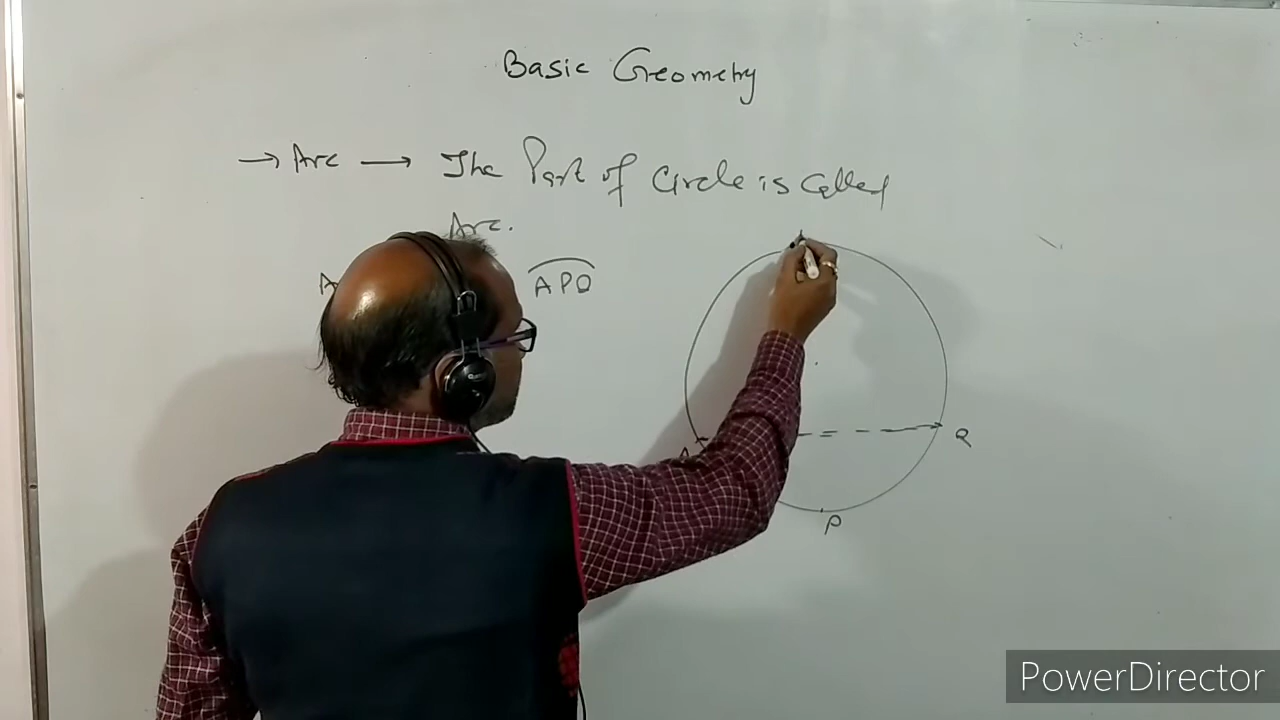 Basic Geometry
→ Arc → The Part of Circle is Called
Arc.
A
APQ
A
Q
P
PowerDirector